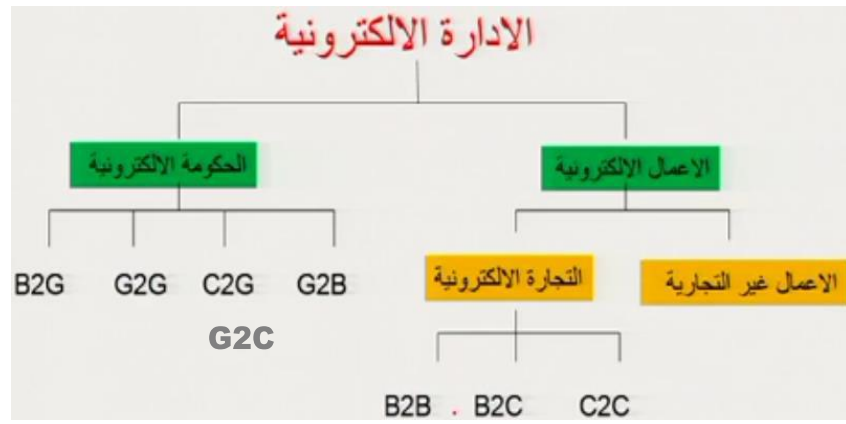 الادارة الالكترونية
الاعمال الالكترونية
الحكومة الالكترونية
الاعمال غير التجارية
التجارة الالكترونية
B2G G2G C2G G2B
G2C
B2B . B2C C2C